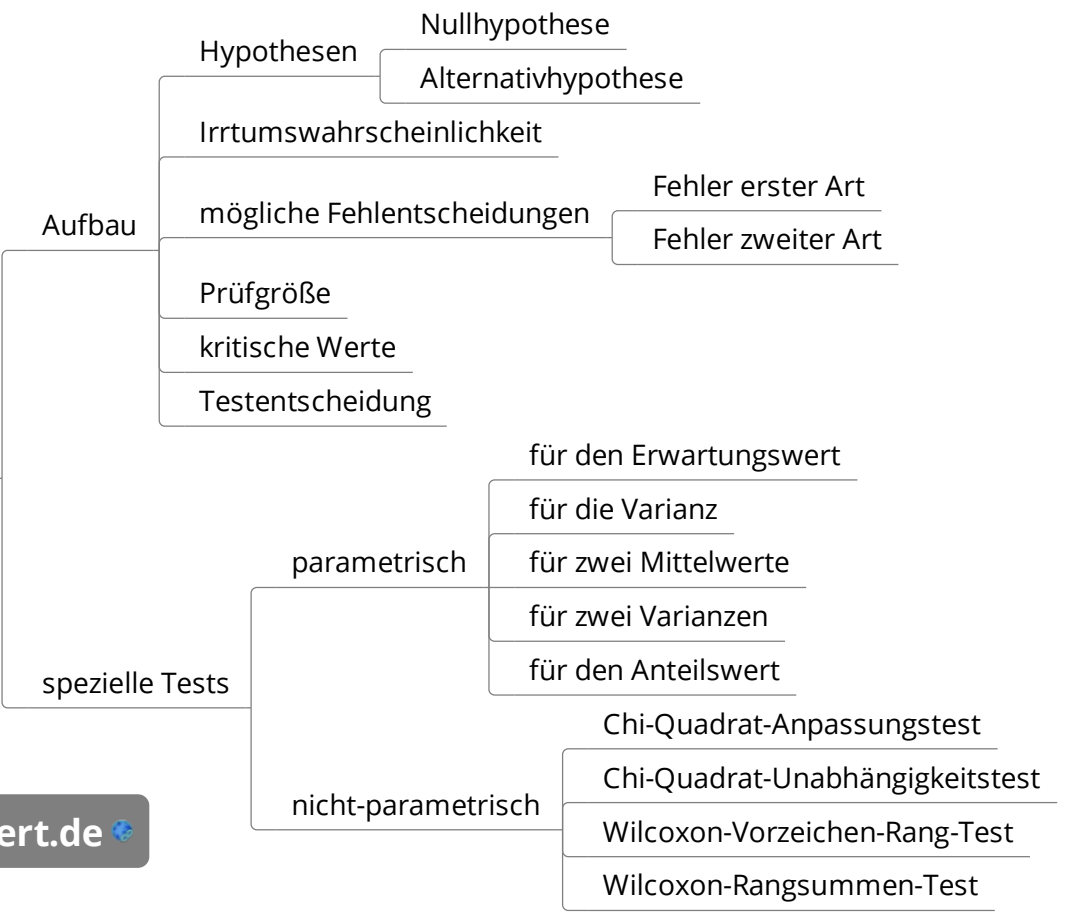 Nullhypothese
Hypothesen
Alternativhypothese
Irrtumswahrscheinlichkeit
Fehler erster Art
mögliche Fehlentscheidungen
Aufbau
Fehler zweiter Art
Prüfgröße
kritische Werte
Testentscheidung
für den Erwartungswert
für die Varianz
parametrisch
für zwei Mittelwerte
für zwei Varianzen
für den Anteilswert
spezielle Tests
Chi-Quadrat-Anpassungstest
Chi-Quadrat-Unabhängigkeitstest
nicht-parametrisch
Wilcoxon-Vorzeichen-Rang-Test
ert.de
Wilcoxon-Rangsummen-Test